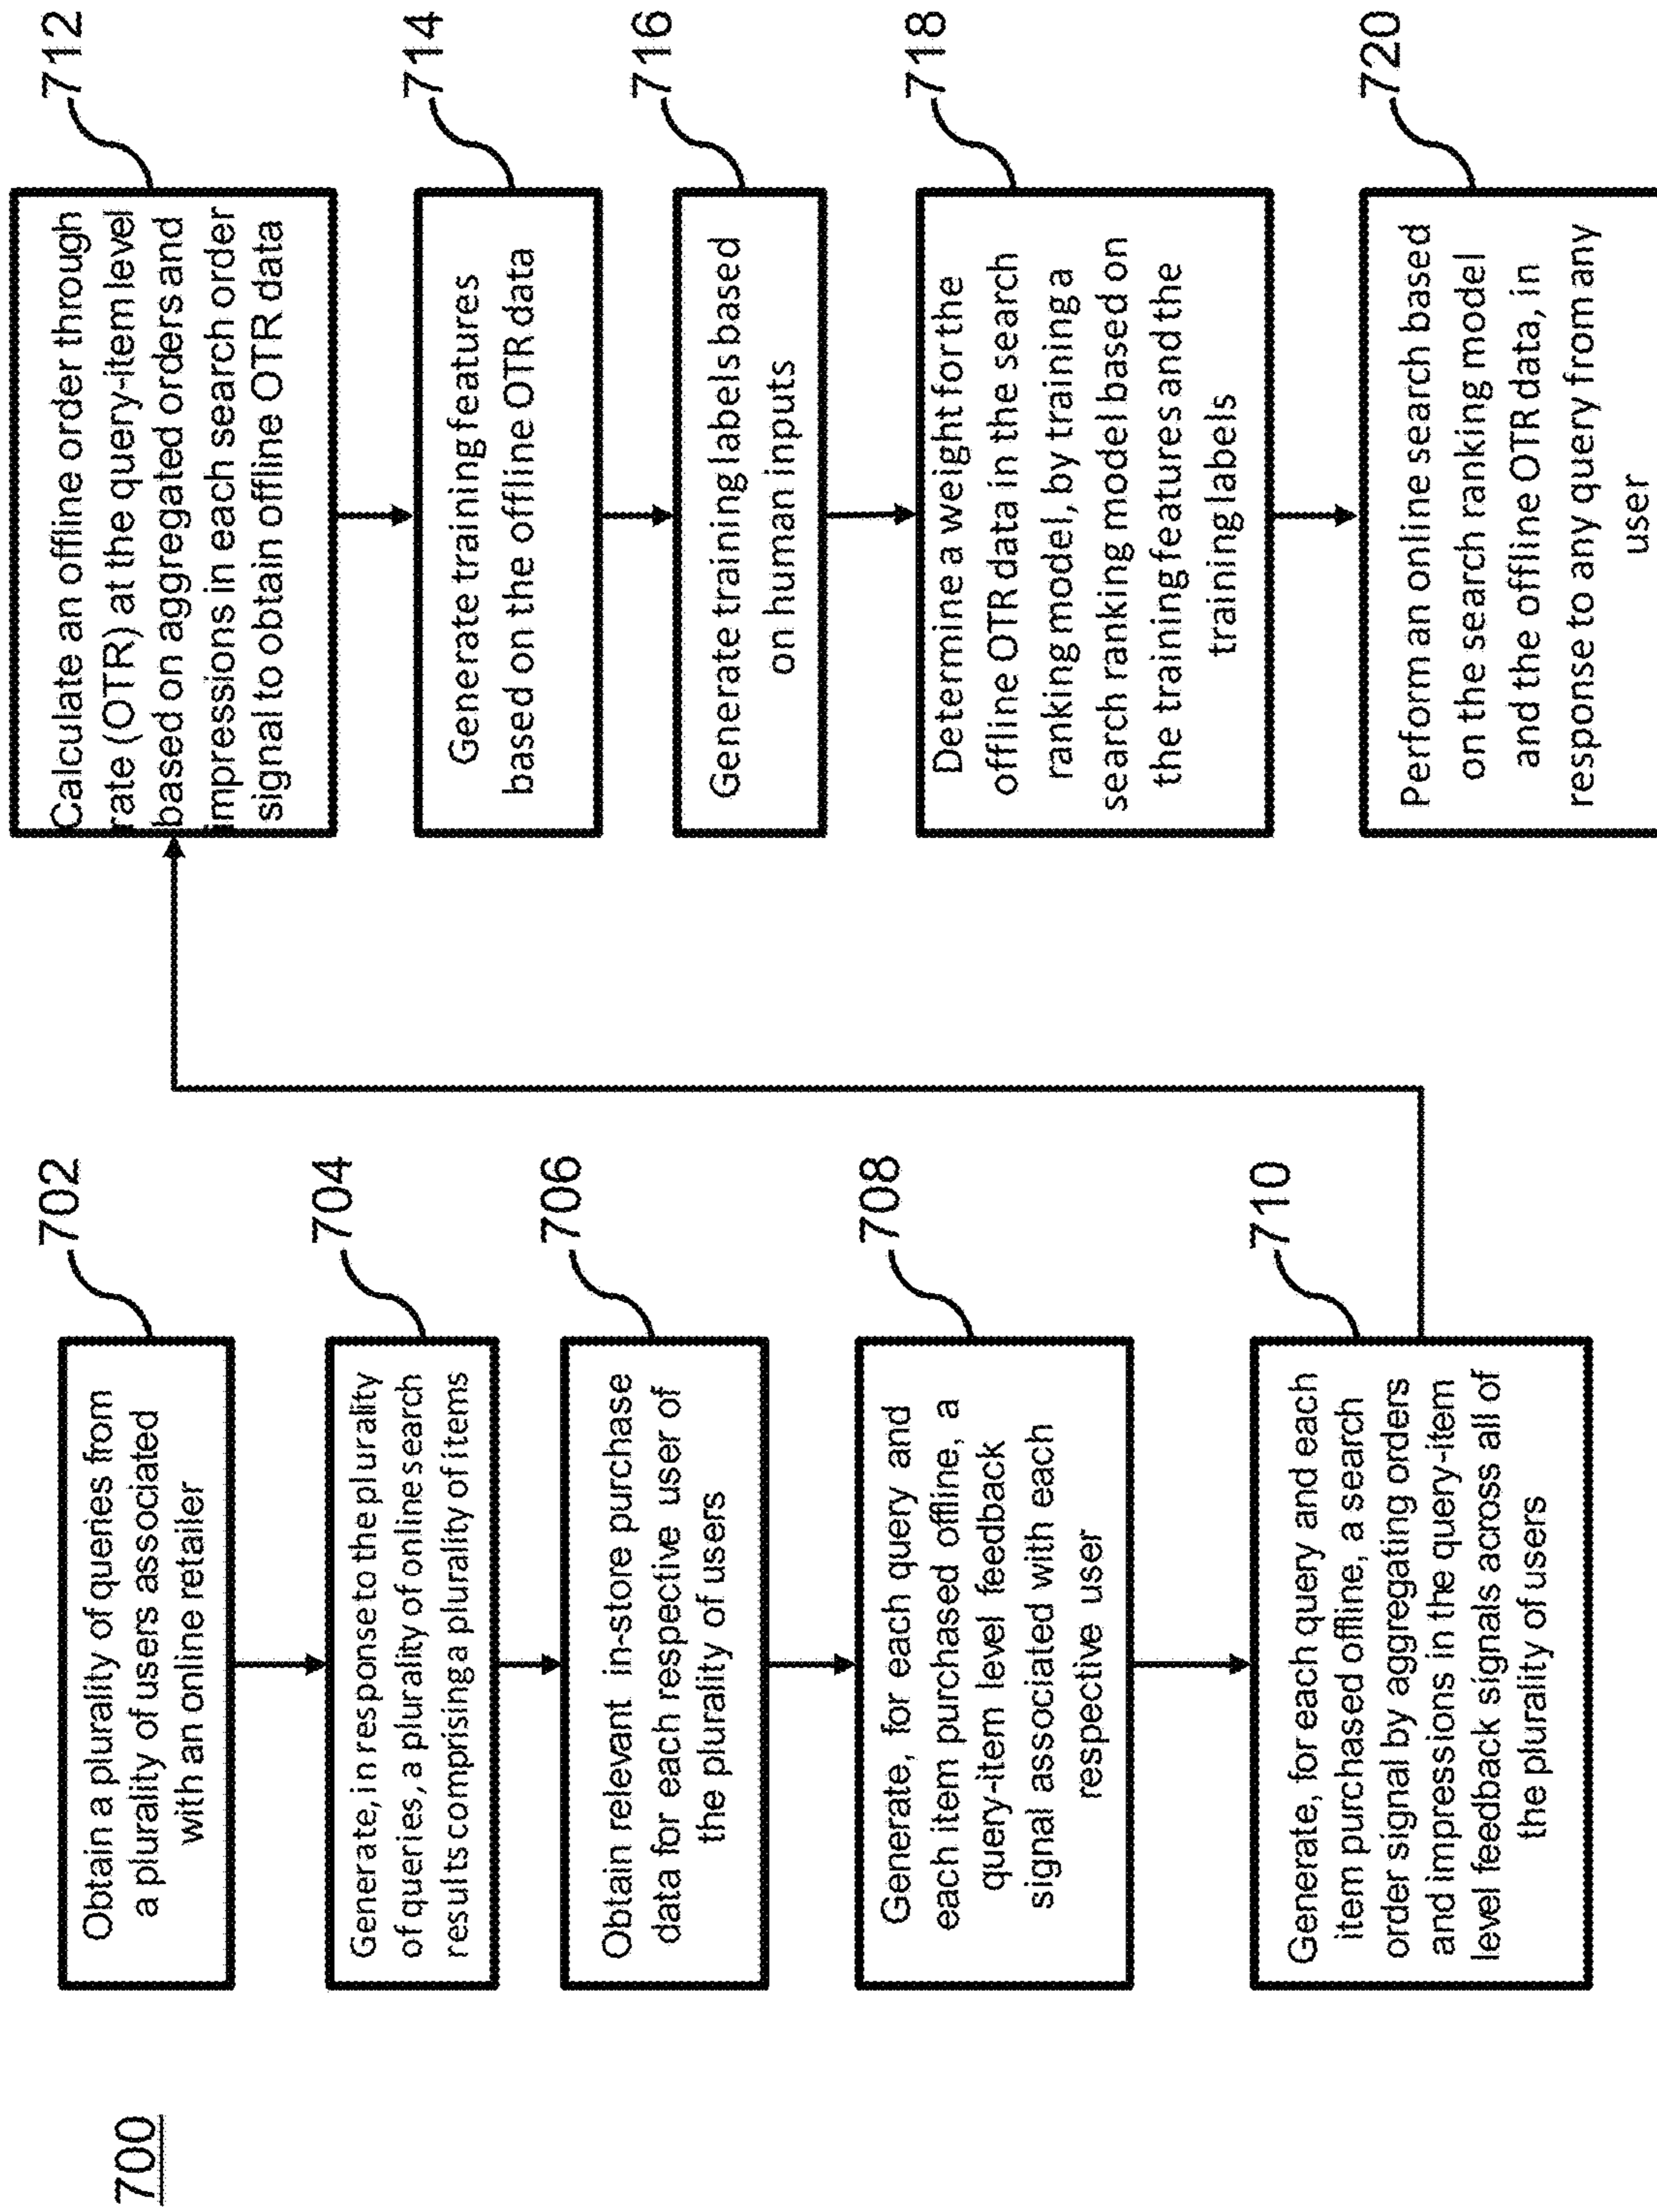 700
702
Obtain a plurality of queries from
a plurality of users associated
with an online retailer
704
Generate, in response to the plurality
of queries, a plurality of online search
results comprising a plurality of items
706
Obtain relevant in-store purchase
data for each respective user of
the plurality of users
708
Generate, for each query and
each item purchased offline, a
query-item level feedback
signal associated with each
respective user
710
Generate, for each query and each
item purchased offline, a search
order signal by aggregating orders
and impressions in the query-item
level feedback signals across all of
the plurality of users
712
Calculate an offline order through
rate (OTR) at the query-item level
based on aggregated orders and
impressions in each search order
signal to obtain offline OTR data
714
Generate training features
based on the offline OTR data
716
Generate training labels based
on human inputs
718
Determine a weight for the
offline OTR data in the search
ranking model, by training a
search ranking model based on
the training features and the
training labels
720
Perform an online search based
on the search ranking model
and the offline OTR data, in
response to any query from any
user